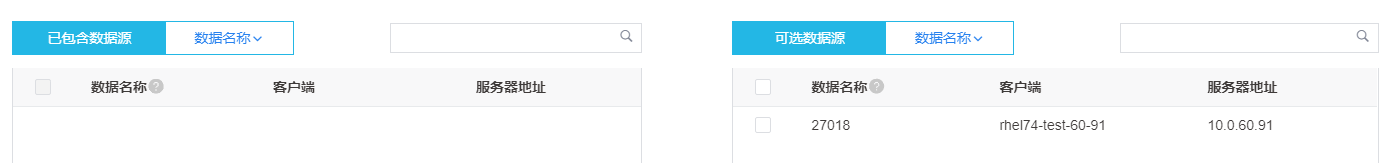 已包含数据源 数据名称
数据名称 ? 客户端 服务器地址
可选数据源 数据名称
数据名称 ? 客户端 服务器地址
27018 rhel74-test-60-91 10.0.60.91